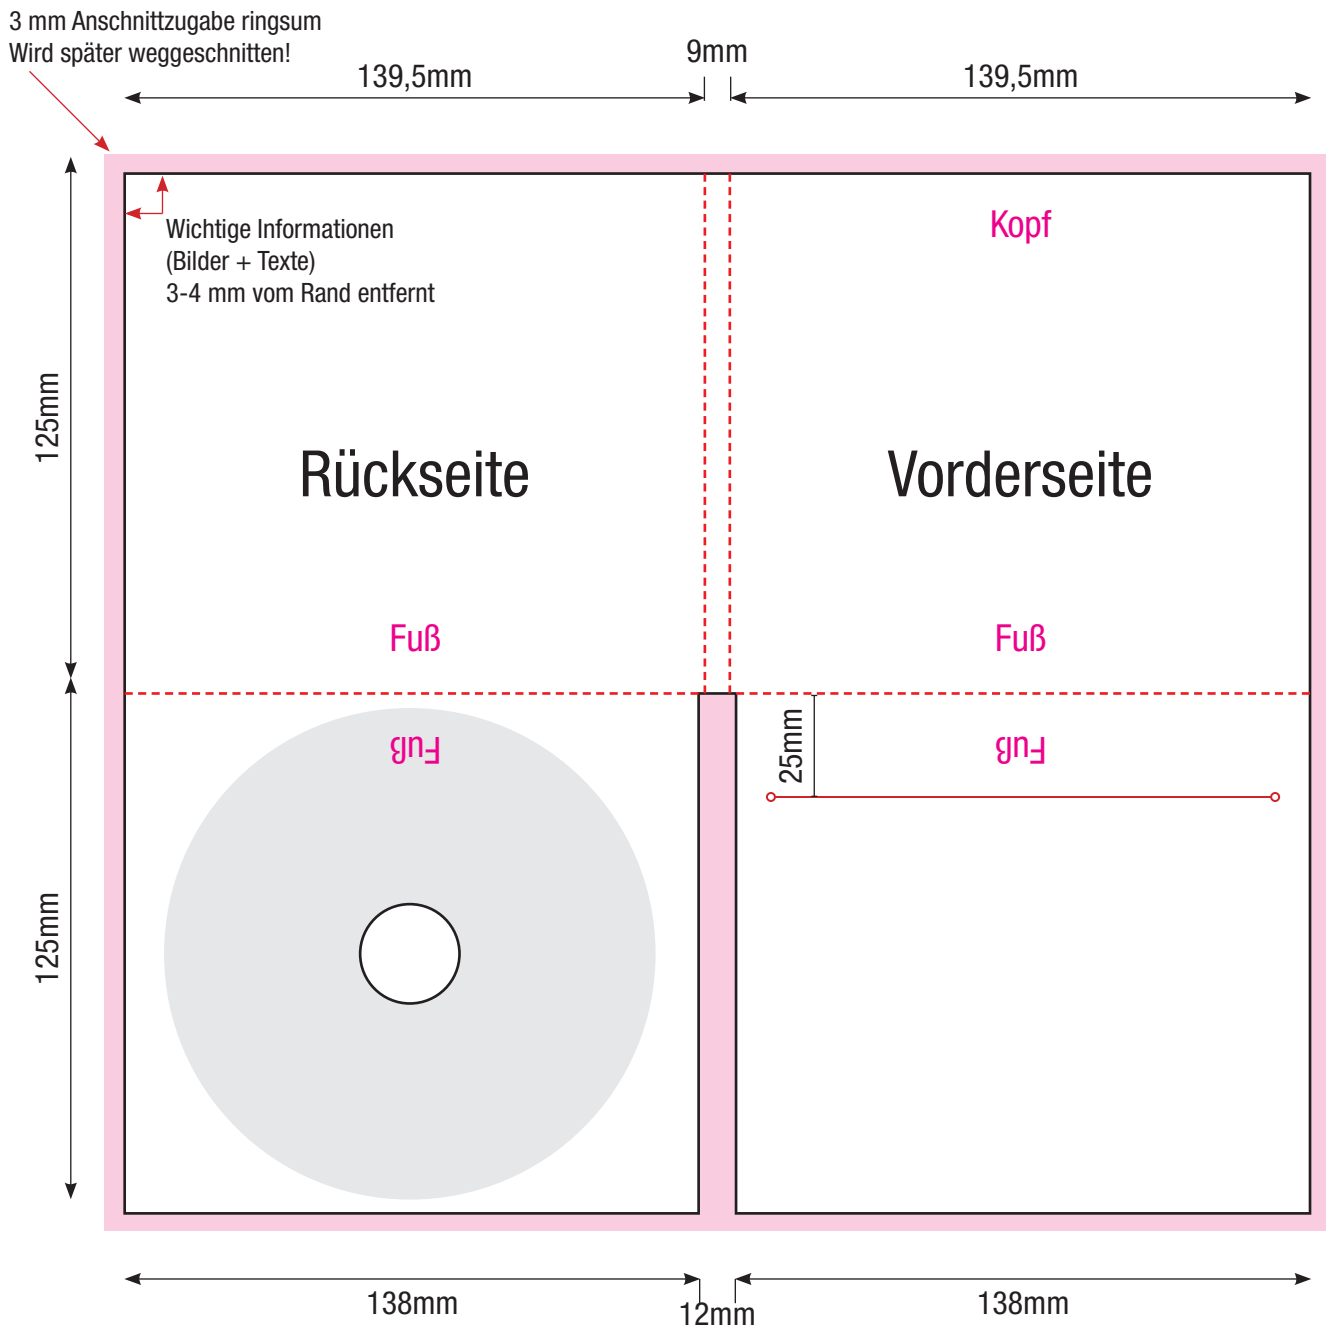 3 mm Anschnittzugabe ringsum
Wird später weggeschnitten!
139,5mm
9mm
139,5mm
Wichtige Informationen
(Bilder + Texte)
3-4 mm vom Rand entfernt
Kopf
125mm
Rückseite
Vorderseite
Fuß
Fuß
Fuß
25mm
Fuß
125mm
138mm
12mm
138mm